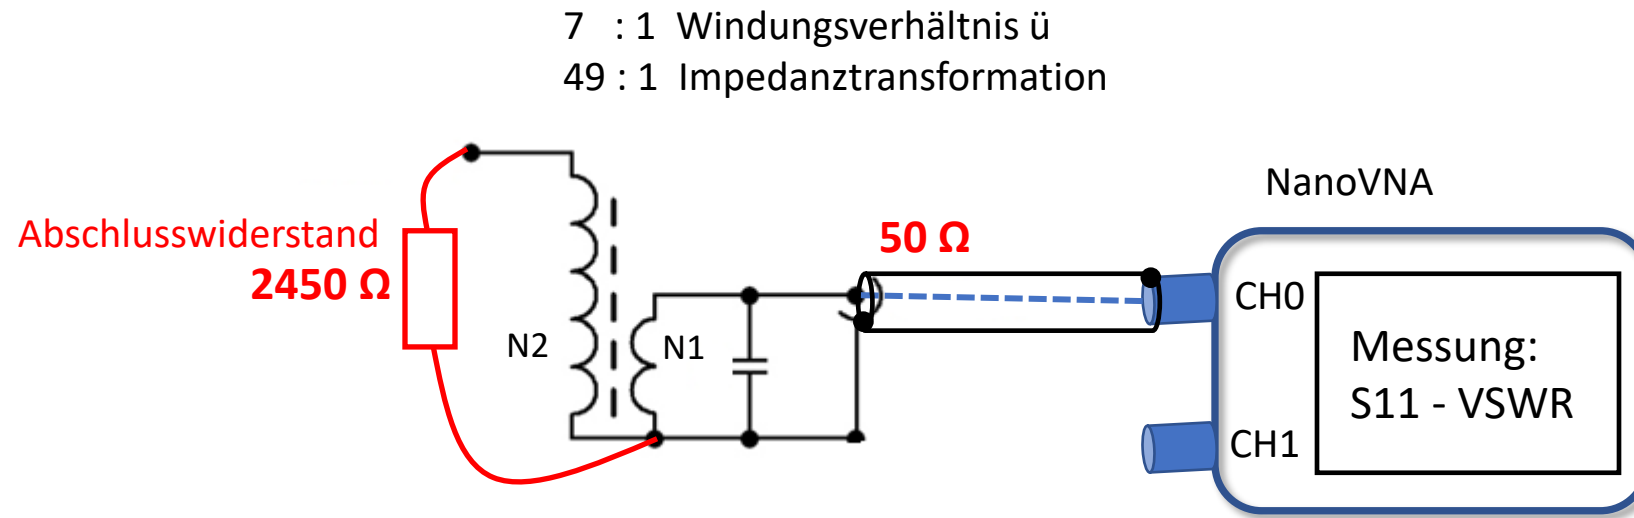 7 : 1 Windungsverhältnis ü
49 : 1 Impedanztransformation
NanoVNA
Abschlusswiderstand
2450 Ω
50 Ω
N2
N1
CH0
CH1
Messung:
S11 - VSWR